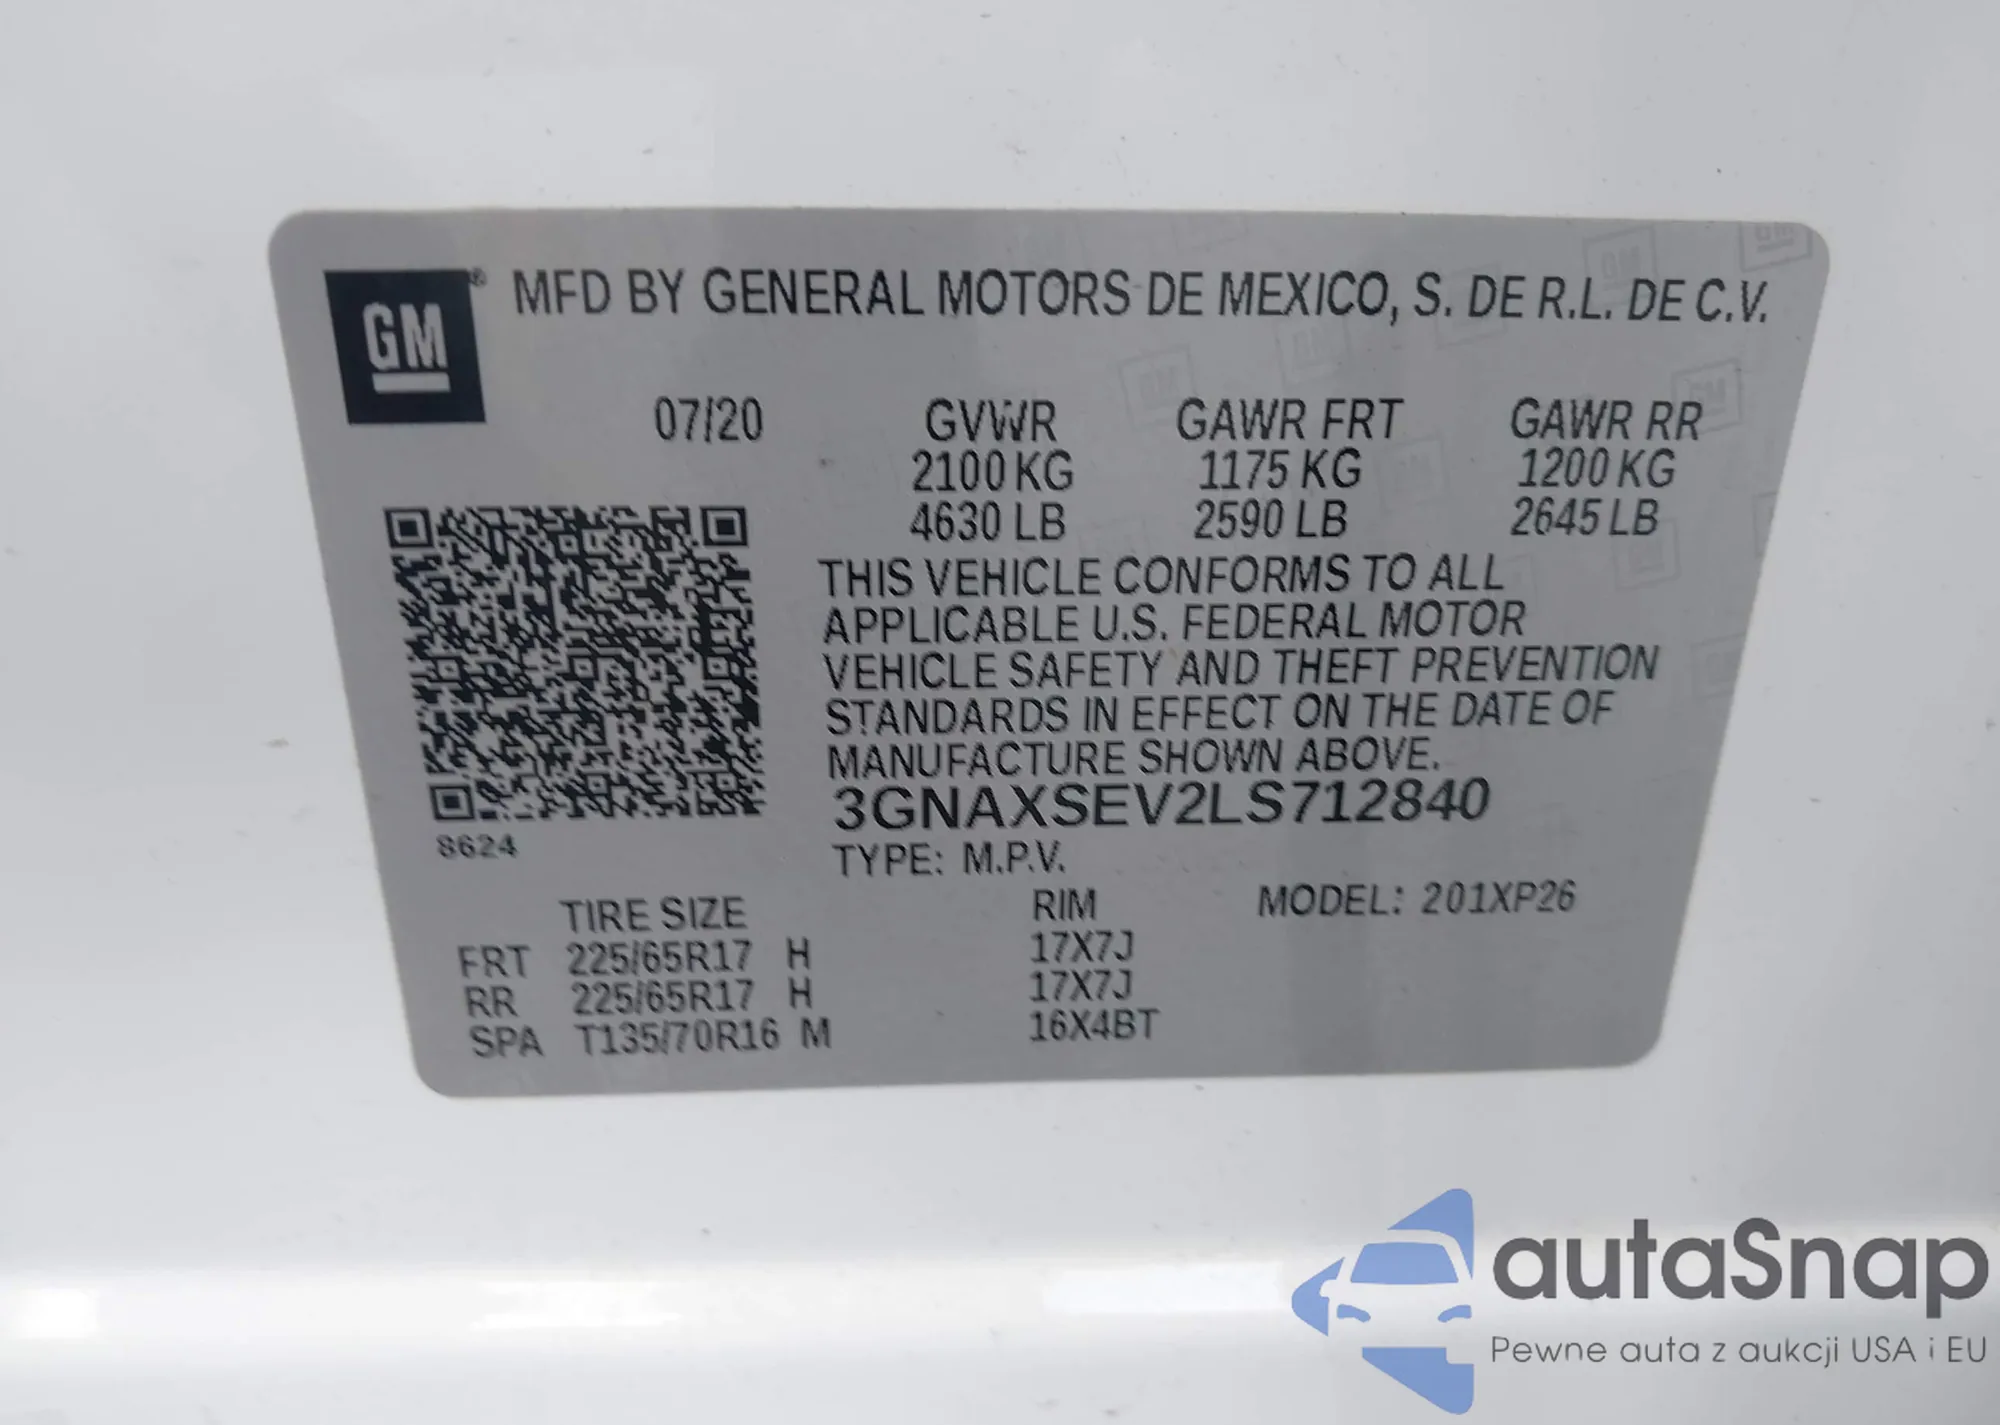 GM® MFD BY GENERAL MOTORS DE MEXICO, S. DE R.L. DE C.V.
07/20 GVWR GAWR FRT GAWR RR
2100 KG 1175 KG 1200 KG
4630 LB 2590 LB 2645 LB
THIS VEHICLE CONFORMS TO ALL
APPLICABLE U.S. FEDERAL MOTOR
VEHICLE SAFETY AND THEFT PREVENTION
STANDARDS IN EFFECT ON THE DATE OF
MANUFACTURE SHOWN ABOVE.
3GNAXSEV2LS712840
8624
TYPE: M.P.V.
TIRE SIZE RIM MODEL: 201XP26
FRT 225/65R17 H 17X7J
RR 225/65R17 H 17X7J
SPA T135/70R16 M 16X4BT
autaSnap
Pewne auta z aukcji USA i EU